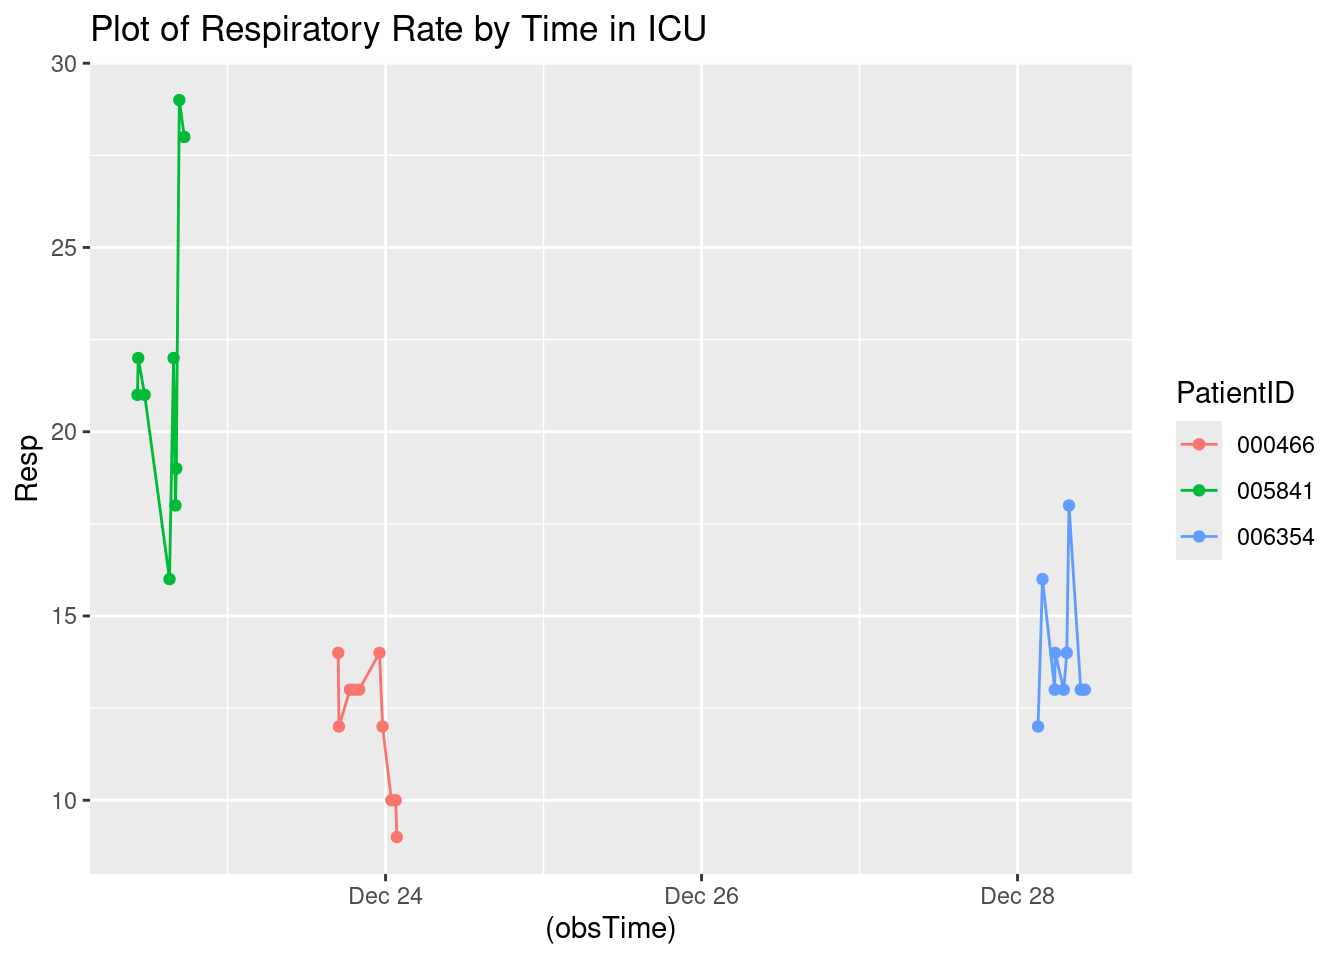 Plot of Respiratory Rate by Time in ICU
30
25
20
15
10
Resp
Dec 24
Dec 26
Dec 28
(obsTime)
PatientID
000466
005841
006354